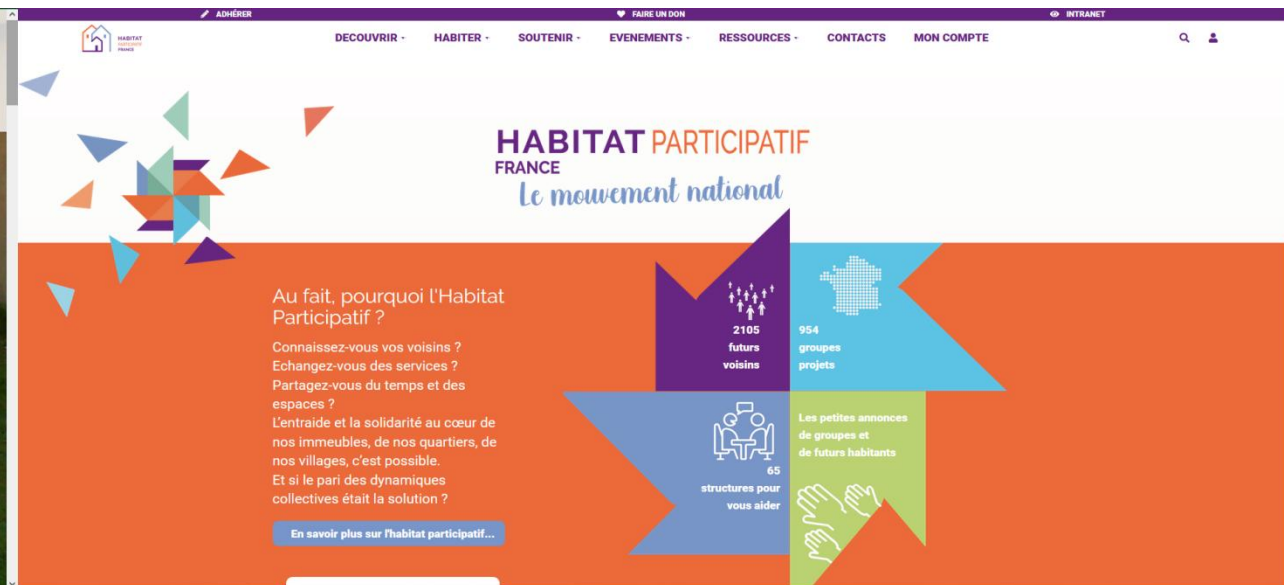 ADHÉRER
FAIRE UN DON
INTRANET
HABITAT
PARTICIPATIF
FRANCE
DECOUVRIR -
HABITER -
SOUTENIR -
EVENEMENTS -
RESSOURCES -
CONTACTS
MON COMPTE
HABITAT PARTICIPATIF
FRANCE
Le mouvement national
Au fait, pourquoi l'Habitat
Participatif ?
Connaissez-vous vos voisins ?
Echangez-vous des services ?
Partagez-vous du temps et des
espaces ?
L'entraide et la solidarité au cœur de
nos immeubles, de nos quartiers, de
nos villages, c'est possible.
Et si le pari des dynamiques
collectives était la solution ?
En savoir plus sur l'habitat participatif...
2105
futurs
voisins
954
groupes
projets
65
structures pour
vous aider
Les petites annonces
de groupes et
de futurs habitants